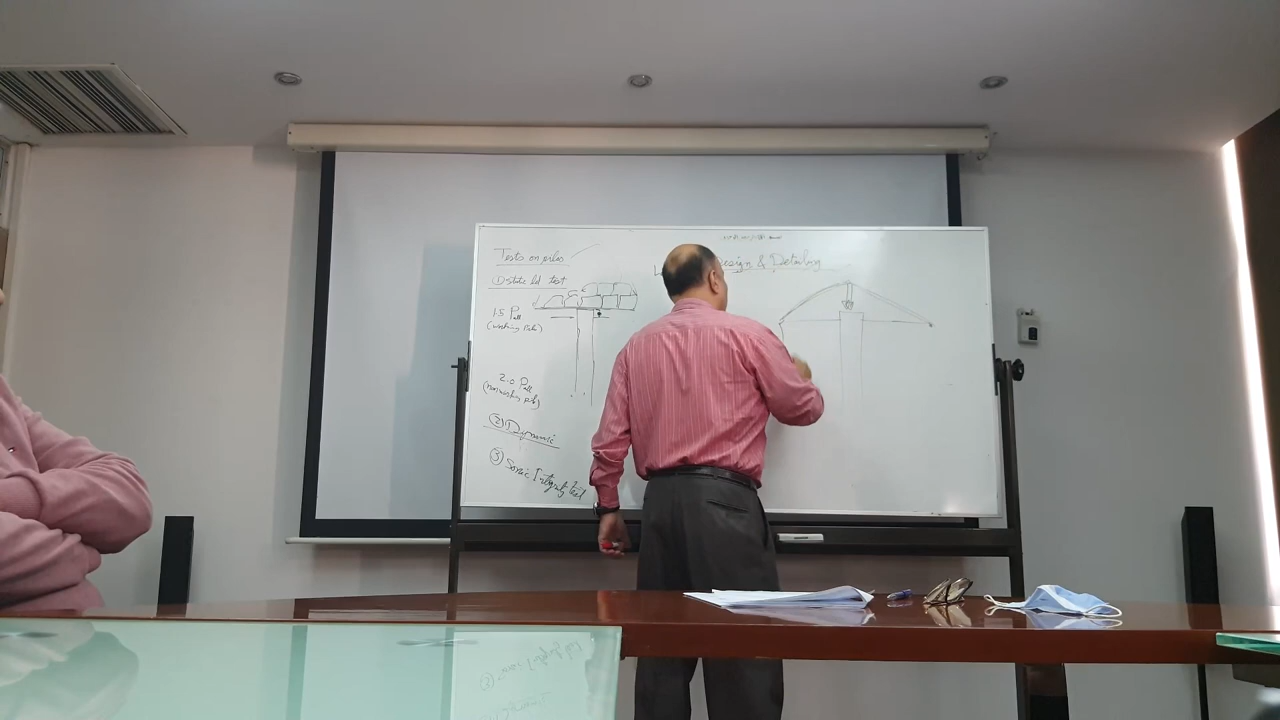 Tests on piles
Design & Detailing
① Static ld test
1.5 Pall
(working pile)
2.0 Pall
(non working pile)
② Dynamic
③ Sonic Integrity test